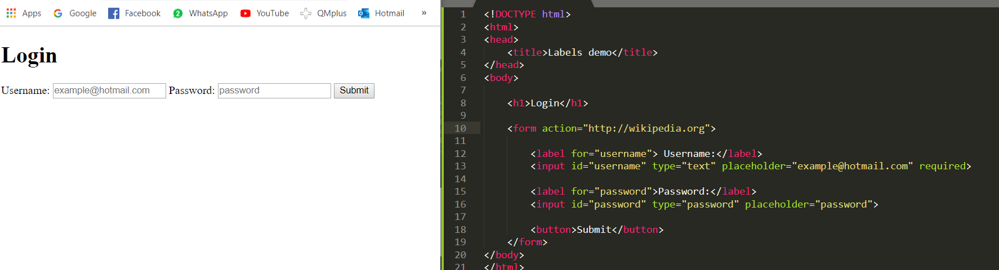 Apps Google Facebook 2 WhatsApp YouTube QMplus Hotmail »
Login
Username: example@hotmail.com Password: password Submit
1 <!DOCTYPE html>
2 <html>
3 <head>
4 <title>Labels demo</title>
5 </head>
6 <body>
7
8 <h1>Login</h1>
9
10 <form action="http://wikipedia.org">
11
12 <label for="username"> Username:</label>
13 <input id="username" type="text" placeholder="example@hotmail.com" required>
14
15 <label for="password">Password:</label>
16 <input id="password" type="password" placeholder="password">
17
18 <button>Submit</button>
19 </form>
20 </body>
21 </html>